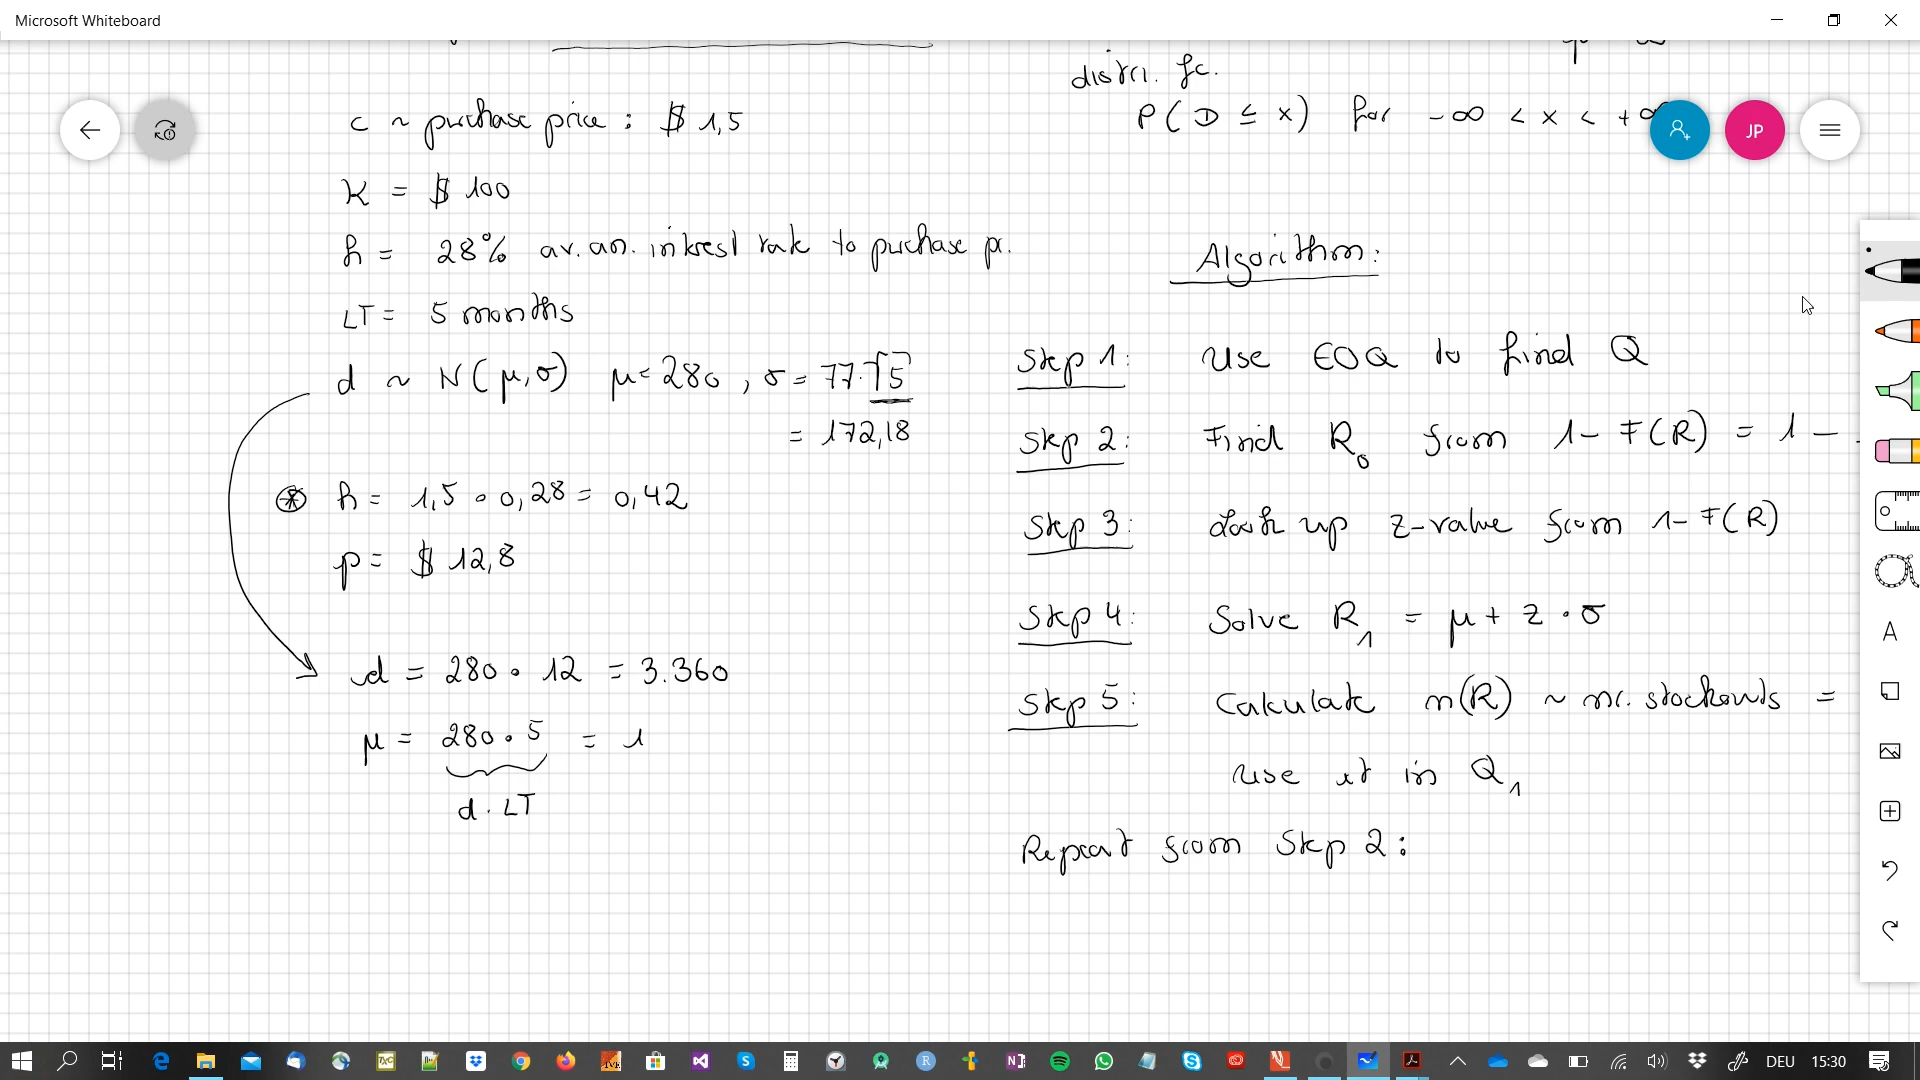 Microsoft Whiteboard
distri. fc.
P(D ≤ x) for -∞ < x < +∞
JP
c ~ purchase price : $ 1,5
K = $ 100
h = 28% av. an. interest rate to purchase pr.
LT = 5 months
d ~ N(μ,σ) μ = 280 , σ = 77·√5
= 172,18
⊛ h = 1,5 · 0,28 = 0,42
p = $ 12,8
d = 280 · 12 = 3.360
μ = 280 · 5 = 1
d · LT
Algorithm:
Step 1: Use EOQ to find Q
Step 2: Find R₀ from 1 - F(R) = 1 -
Step 3: Look up z-value from 1 - F(R)
Step 4: Solve R₁ = μ + z · σ
Step 5: Calculate n(R) ~ nr. stockouts =
use it in Q₁
Repeat from Step 2:
A
DEU 15:30